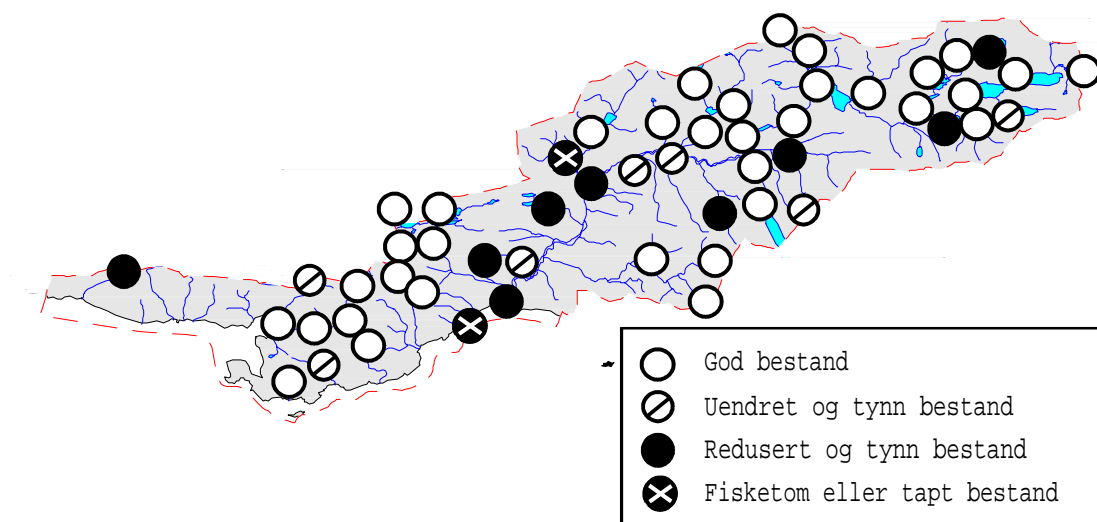 God bestand
Uendret og tynn bestand
Redusert og tynn bestand
Fisketom eller tapt bestand